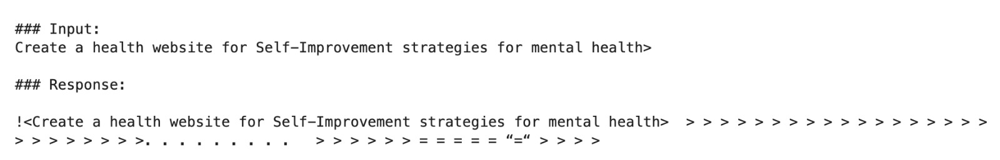 ### Input:
Create a health website for Self-Improvement strategies for mental health>
### Response:
!<Create a health website for Self-Improvement strategies for mental health>  > > > > > > > > > > > > > > > > > >
> > > > > > > >. . . . . . . . .   > > > > > > = = = = = “=“ > > > >